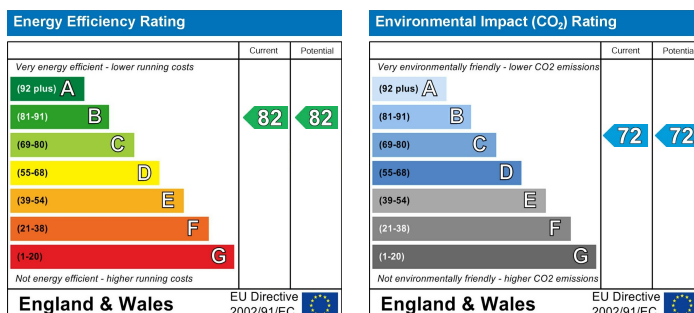 Energy Efficiency Rating
Current Potential
Very energy efficient - lower running costs
(92 plus) A
(81-91) B
82 82
(69-80) C
(55-68) D
(39-54) E
(21-38) F
(1-20) G
Not energy efficient - higher running costs
England & Wales
EU Directive
2002/91/EC
Environmental Impact (CO2) Rating
Current Potential
Very environmentally friendly - lower CO2 emissions
(92 plus) A
(81-91) B
(69-80) C
72 72
(55-68) D
(39-54) E
(21-38) F
(1-20) G
Not environmentally friendly - higher CO2 emissions
England & Wales
EU Directive
2002/91/EC